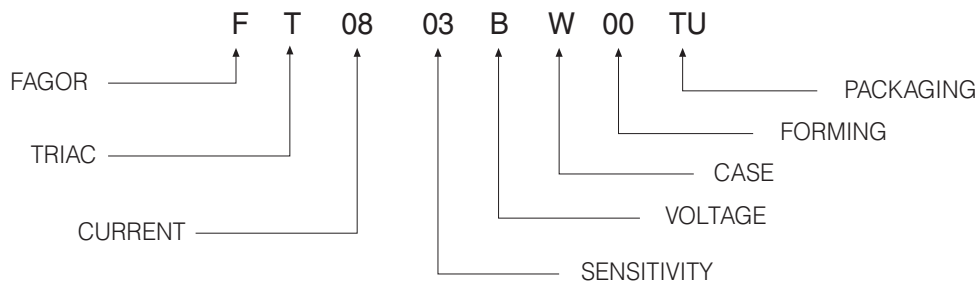 F T 08 03 B W 00 TU
FAGOR
PACKAGING
FORMING
TRIAC
CASE
VOLTAGE
CURRENT
SENSITIVITY